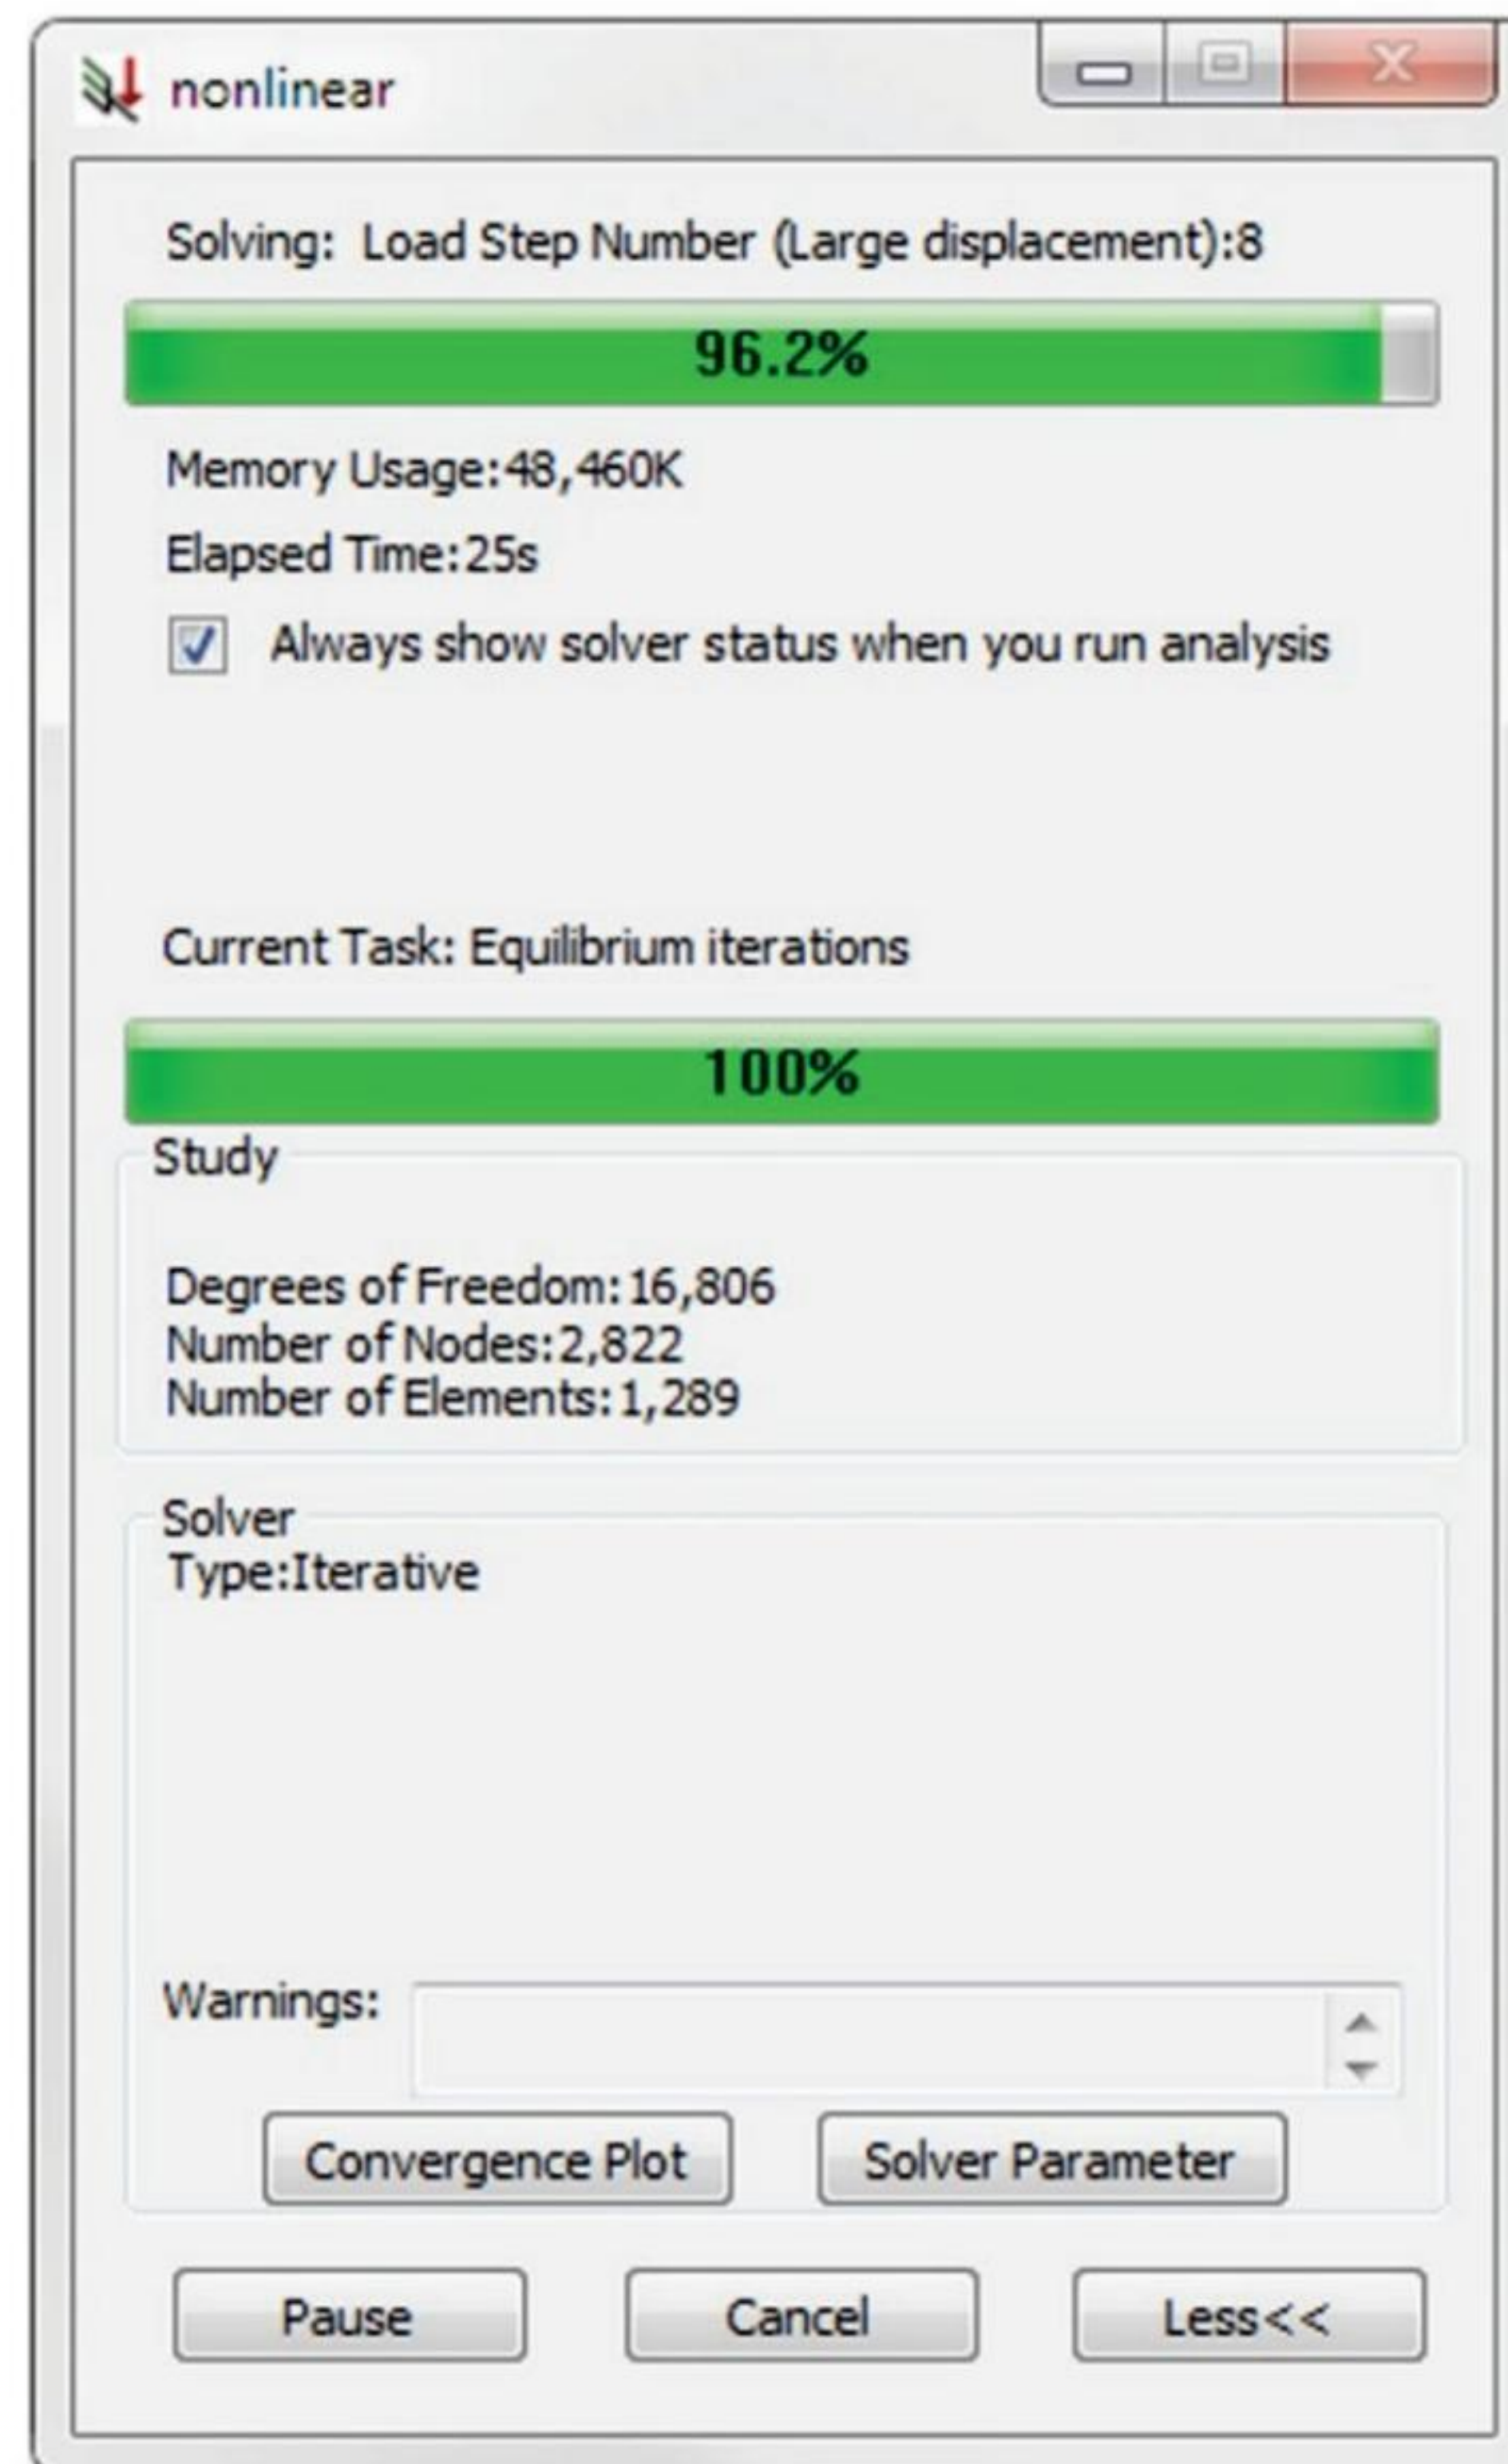 nonlinear
Solving: Load Step Number (Large displacement):8
96.2%
Memory Usage:48,460K
Elapsed Time:25s
Always show solver status when you run analysis
Current Task: Equilibrium iterations
100%
Study
Degrees of Freedom:16,806
Number of Nodes:2,822
Number of Elements:1,289
Solver
Type:Iterative
Warnings:
Convergence Plot Solver Parameter
Pause Cancel Less<<